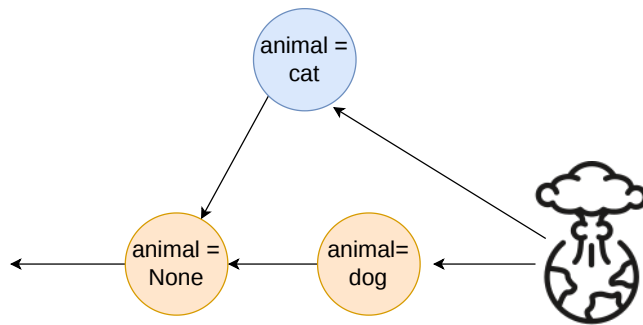 animal =
cat
animal =
None
animal=
dog